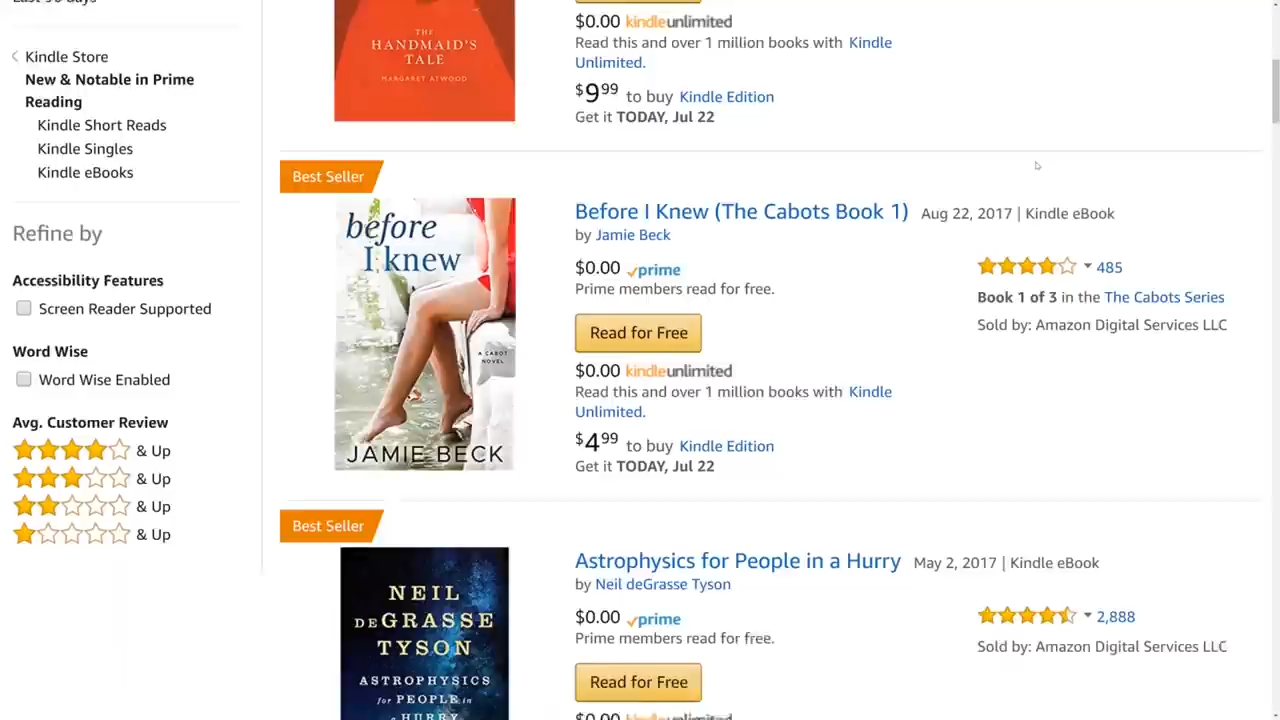 Kindle Store
New & Notable in Prime
Reading
Kindle Short Reads
Kindle Singles
Kindle eBooks
Refine by
Accessibility Features
Screen Reader Supported
Word Wise
Word Wise Enabled
Avg. Customer Review
& Up
& Up
& Up
& Up
THE
HANDMAID'S
TALE
MARGARET ATWOOD
$0.00 kindleunlimited
Read this and over 1 million books with Kindle
Unlimited.
$9.99 to buy Kindle Edition
Get it TODAY, Jul 22
Best Seller
before
I knew
A CABOT
NOVEL
JAMIE BECK
Before I Knew (The Cabots Book 1) Aug 22, 2017 | Kindle eBook
by Jamie Beck
$0.00 prime
Prime members read for free.
Read for Free
$0.00 kindleunlimited
Read this and over 1 million books with Kindle
Unlimited.
$4.99 to buy Kindle Edition
Get it TODAY, Jul 22
485
Book 1 of 3 in the The Cabots Series
Sold by: Amazon Digital Services LLC
Best Seller
NEIL
DEGRASSE
TYSON
ASTROPHYSICS
for PEOPLE in
a HURRY
Astrophysics for People in a Hurry May 2, 2017 | Kindle eBook
by Neil deGrasse Tyson
$0.00 prime
Prime members read for free.
Read for Free
$0.00 kindleunlimited
2,888
Sold by: Amazon Digital Services LLC